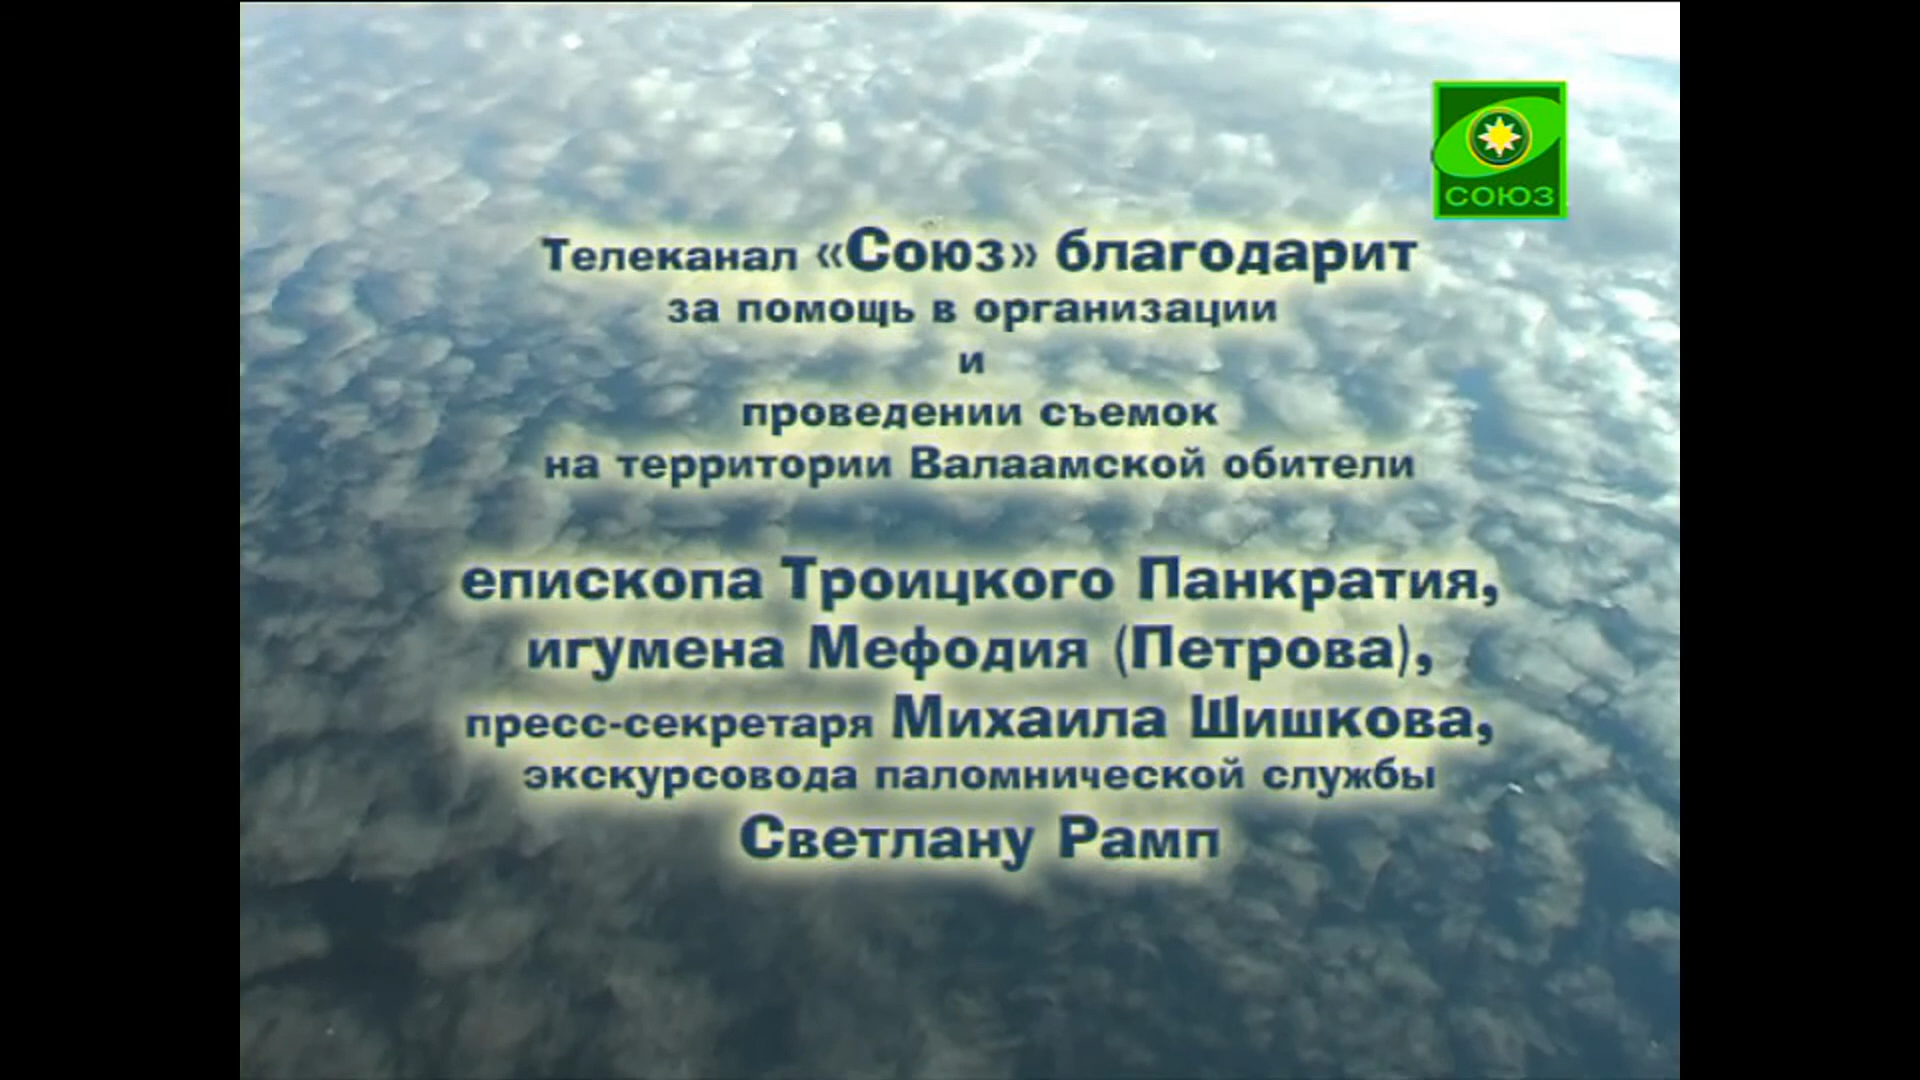 СОЮЗ
Телеканал «Союз» благодарит
за помощь в организации
и
проведении съемок
на территории Валаамской обители
епископа Троицкого Панкратия,
игумена Мефодия (Петрова),
пресс-секретаря Михаила Шишкова,
экскурсовода паломнической службы
Светлану Рамп